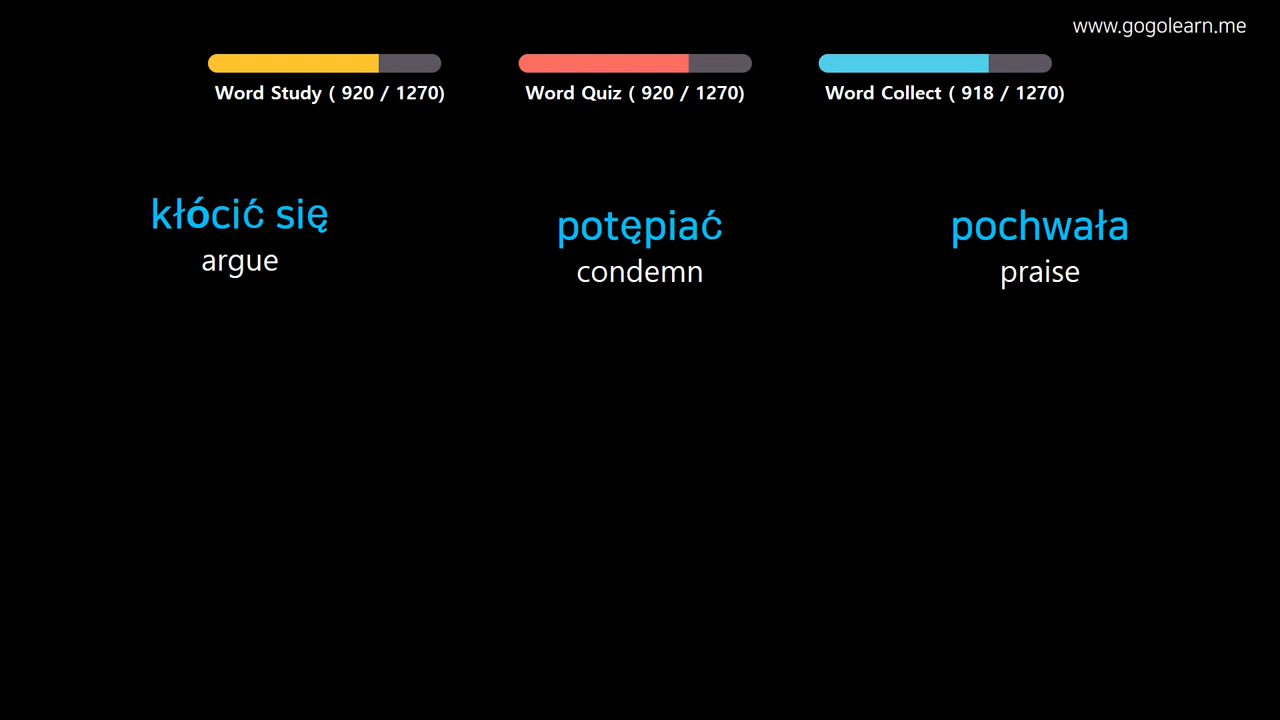 www.gogolearn.me
Word Study ( 920 / 1270)
Word Quiz ( 920 / 1270)
Word Collect ( 918 / 1270)
kłócić się
argue
potępiać
condemn
pochwała
praise